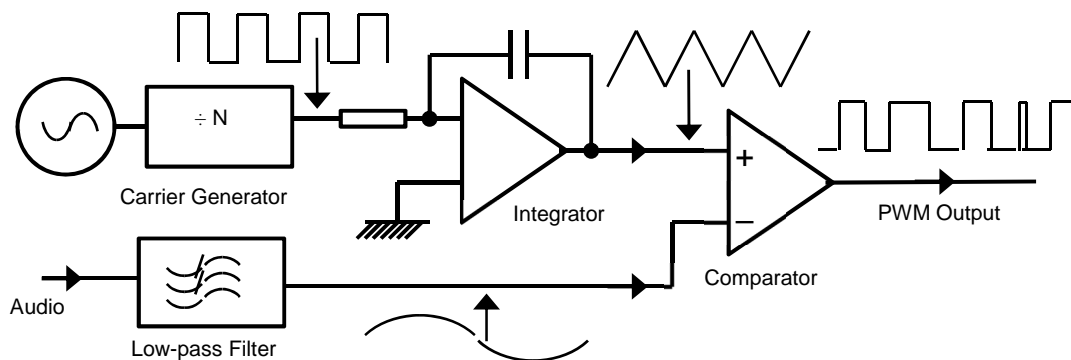 ÷ N
Carrier Generator
Integrator
+
−
PWM Output
Comparator
Audio
Low-pass Filter